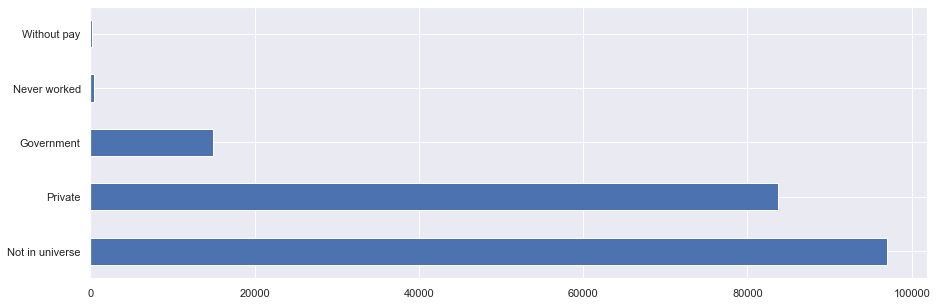 Without pay
Never worked
Government
Private
Not in universe
0 20000 40000 60000 80000 100000